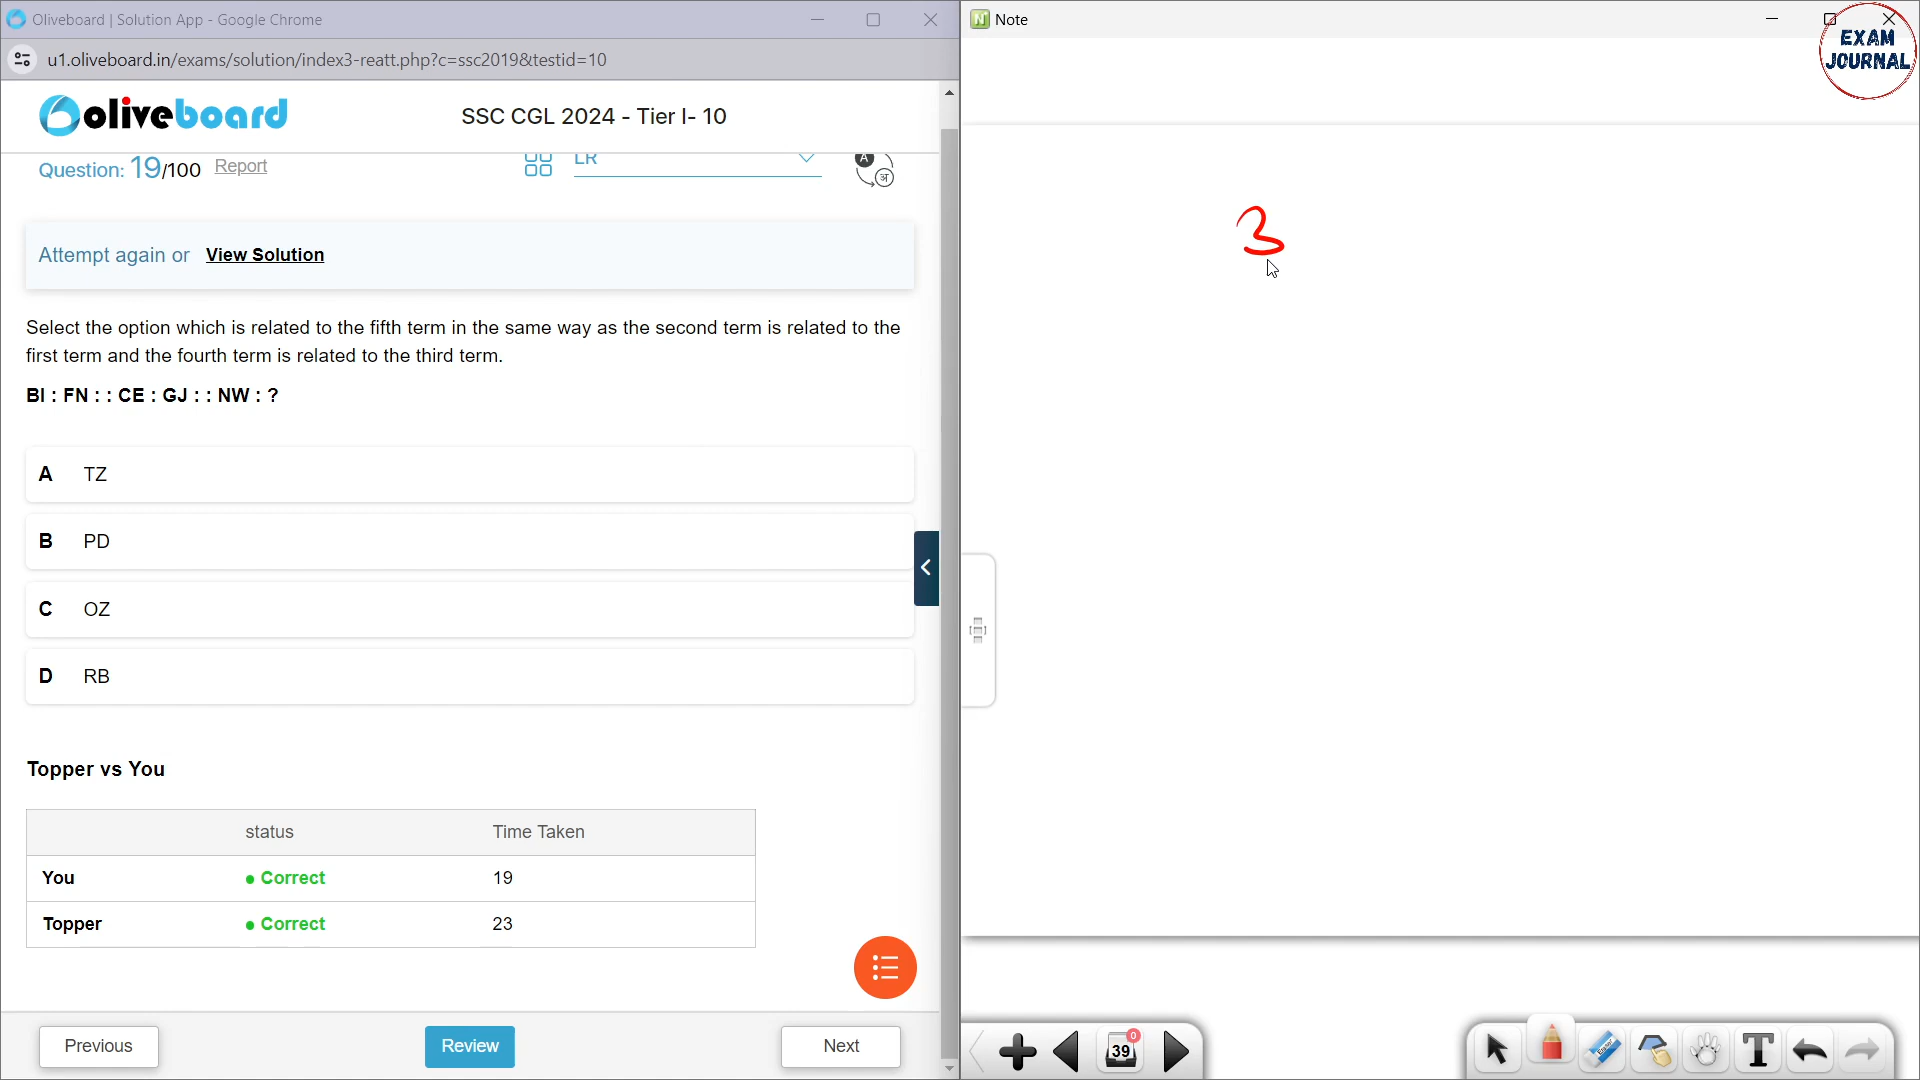 Oliveboard | Solution App - Google Chrome
u1.oliveboard.in/exams/solution/index3-reatt.php?c=ssc2019&testid=10
oliveboard
SSC CGL 2024 - Tier I- 10
Question: 19/100 Report
LR
A
अ
Attempt again or View Solution
Select the option which is related to the fifth term in the same way as the second term is related to the
first term and the fourth term is related to the third term.
BI : FN : : CE : GJ : : NW : ?
A TZ
B PD
C OZ
D RB
Topper vs You
status Time Taken
You Correct 19
Topper Correct 23
Previous Review Next
N Note
EXAM
JOURNAL
3
39
0
T